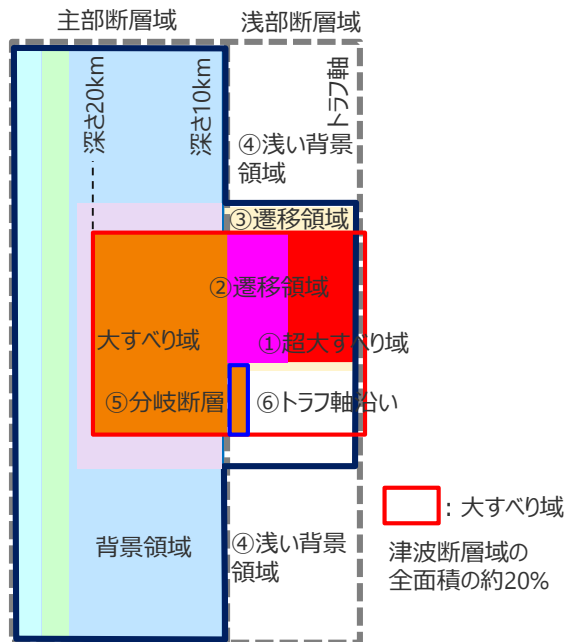 主部断層域
浅部断層域
深さ20km
深さ10km
トラフ軸
④浅い背景
領域
③遷移領域
②遷移領域
①超大すべり域
大すべり域
⑤分岐断層
⑥トラフ軸沿い
: 大すべり域
背景領域
④浅い背景
領域
津波断層域の
全面積の約20%